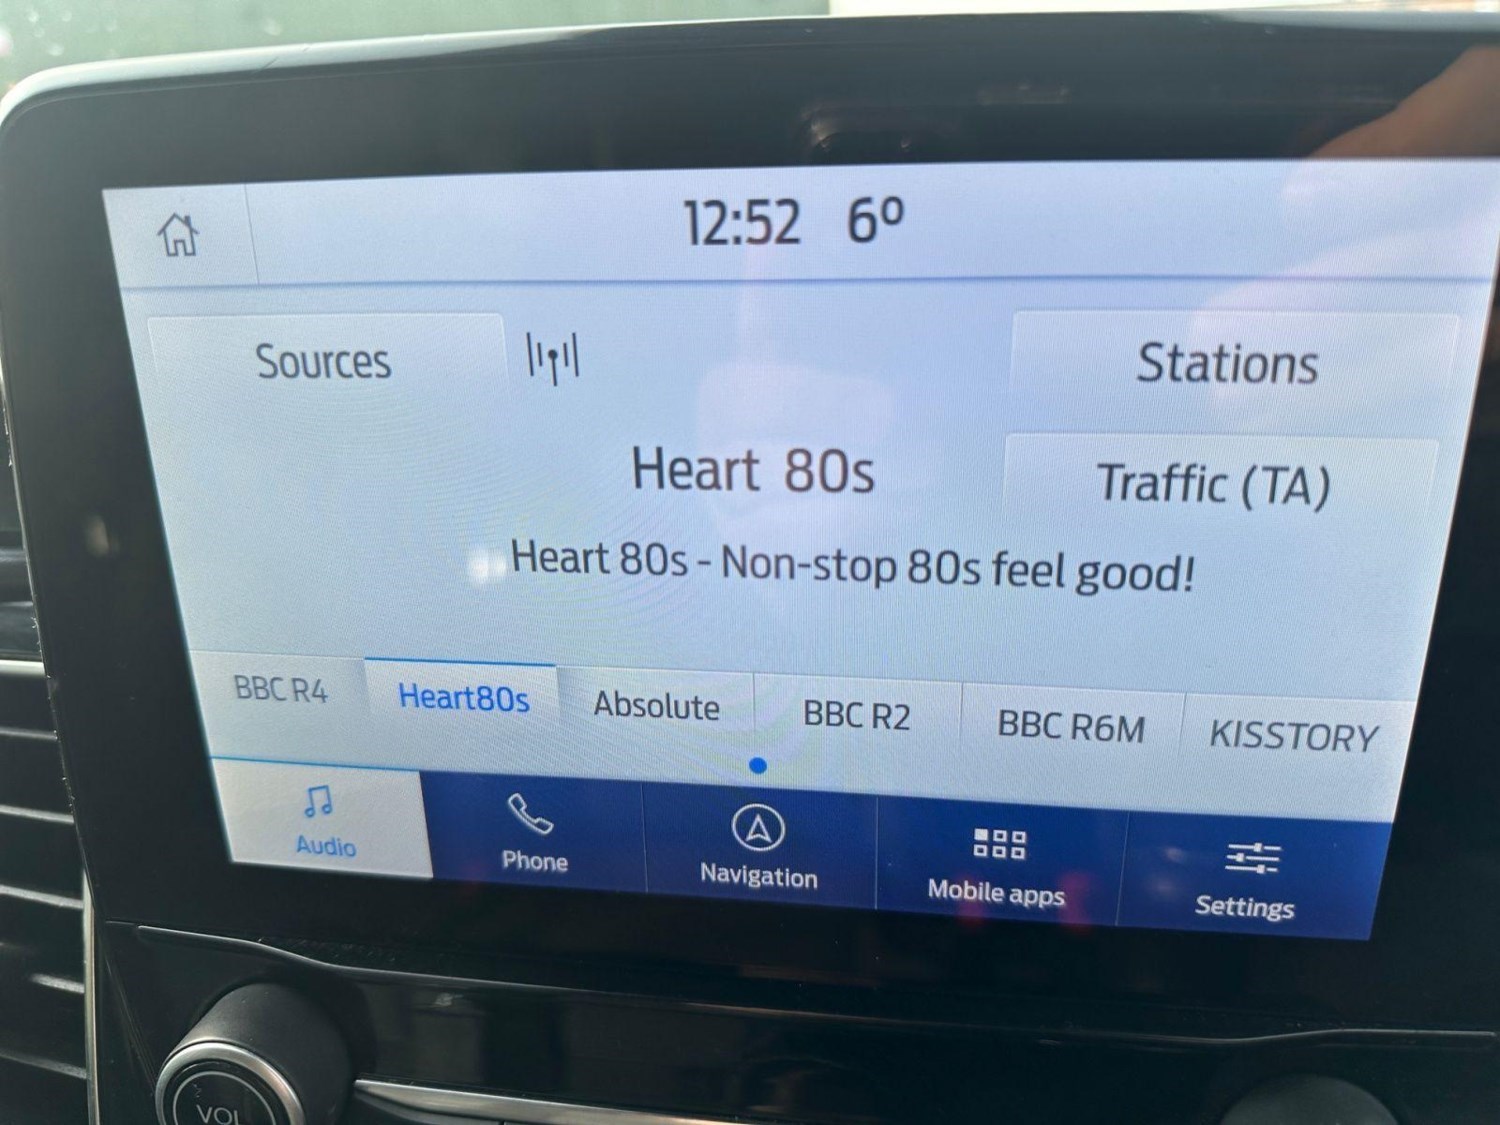 12:52 6º
Sources
Stations
Heart 80s
Traffic (TA)
Heart 80s - Non-stop 80s feel good!
BBC R4 Heart80s Absolute BBC R2 BBC R6M KISSTORY
Audio Phone Navigation Mobile apps Settings
VOL